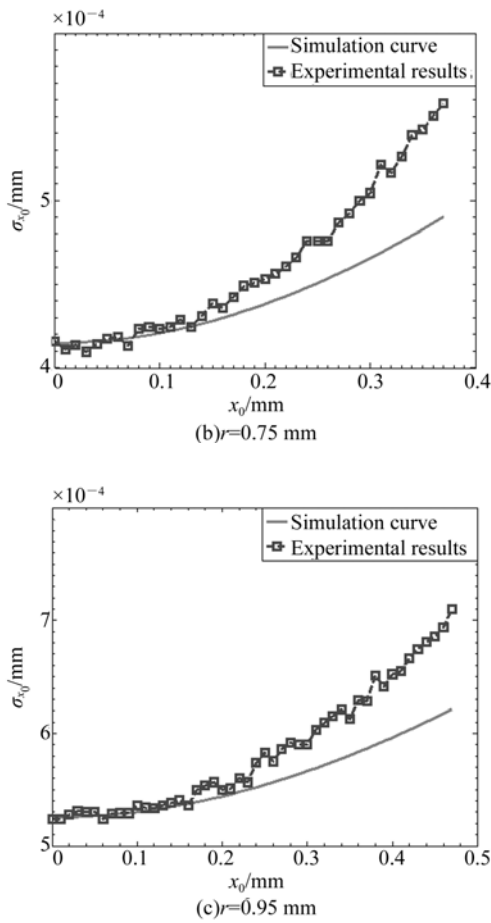 ×10⁻⁴
Simulation curve
Experimental results
5
4
σx₀/mm
0 0.1 0.2 0.3 0.4
x₀/mm
(b)r=0.75 mm
×10⁻⁴
Simulation curve
Experimental results
7
6
5
σx₀/mm
0 0.1 0.2 0.3 0.4 0.5
x₀/mm
(c)r=0.95 mm